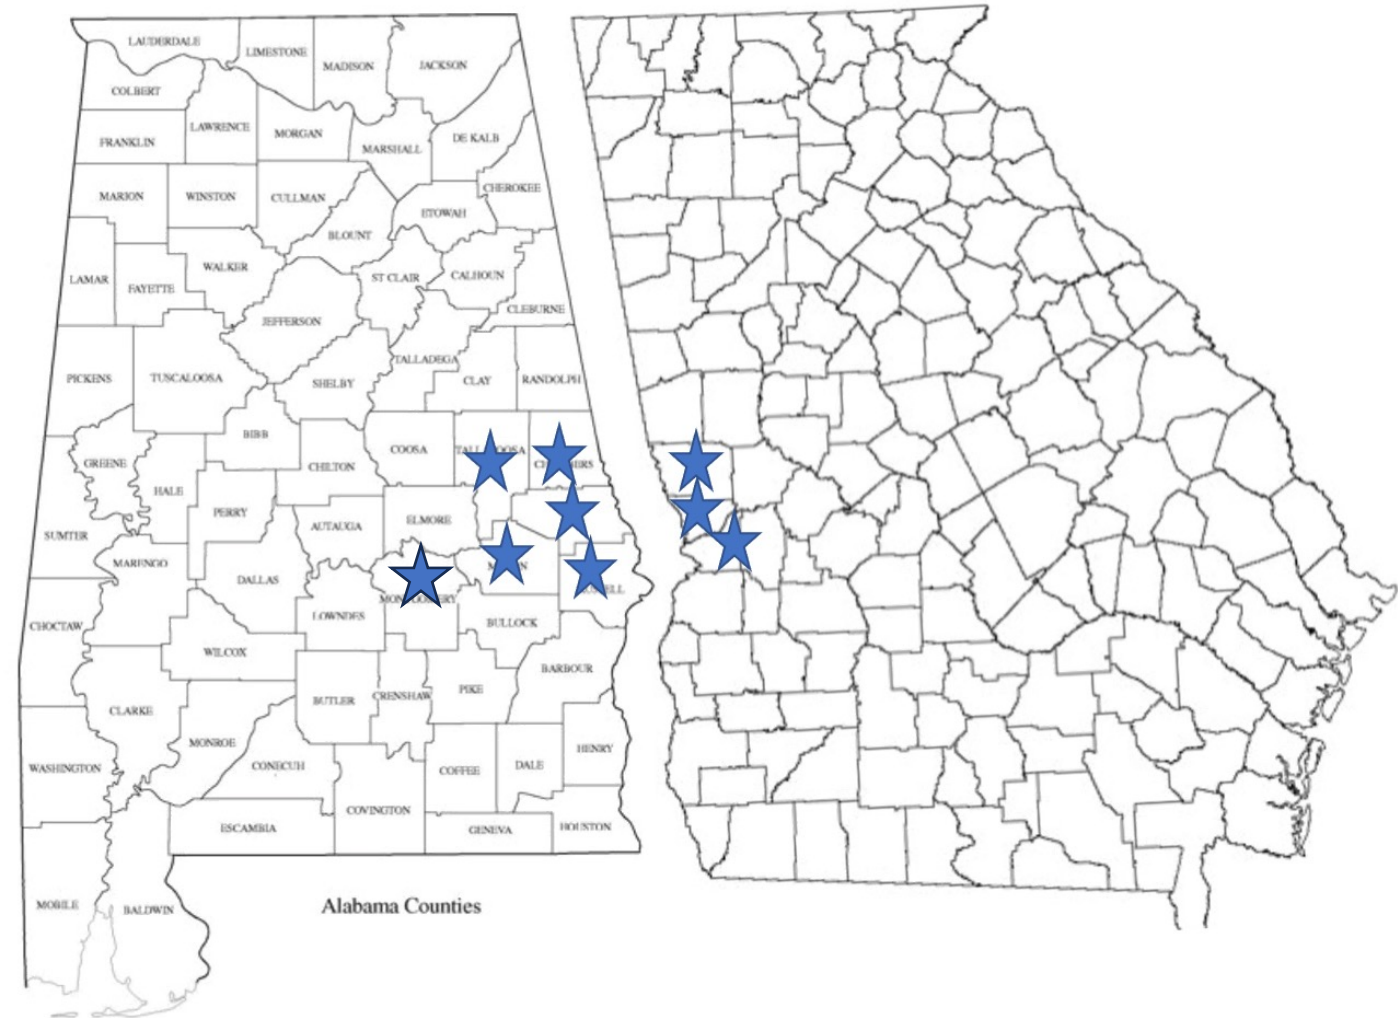 LAUDERDALE
LIMESTONE
MADISON
JACKSON
COLBERT
LAWRENCE
MORGAN
MARSHALL
DE KALB
FRANKLIN
MARION
WINSTON
CULLMAN
CHEROKEE
ETOWAH
BLOUNT
LAMAR
FAYETTE
WALKER
ST CLAIR
CALHOUN
CLEBURNE
JEFFERSON
PICKENS
TUSCALOOSA
SHELBY
TALLADEGA
CLAY
RANDOLPH
BIBB
COOSA
GREENE
HALE
CHILTON
PERRY
SUMTER
AUTAUGA
ELMORE
MARENGO
DALLAS
CHOCTAW
LOWNDES
BULLOCK
WILCOX
BARBOUR
CLARKE
BUTLER
CRENSHAW
PIKE
MONROE
WASHINGTON
CONECUH
COFFEE
DALE
HENRY
COVINGTON
ESCAMBIA
GENEVA
HOUSTON
MOBILE
BALDWIN
Alabama Counties